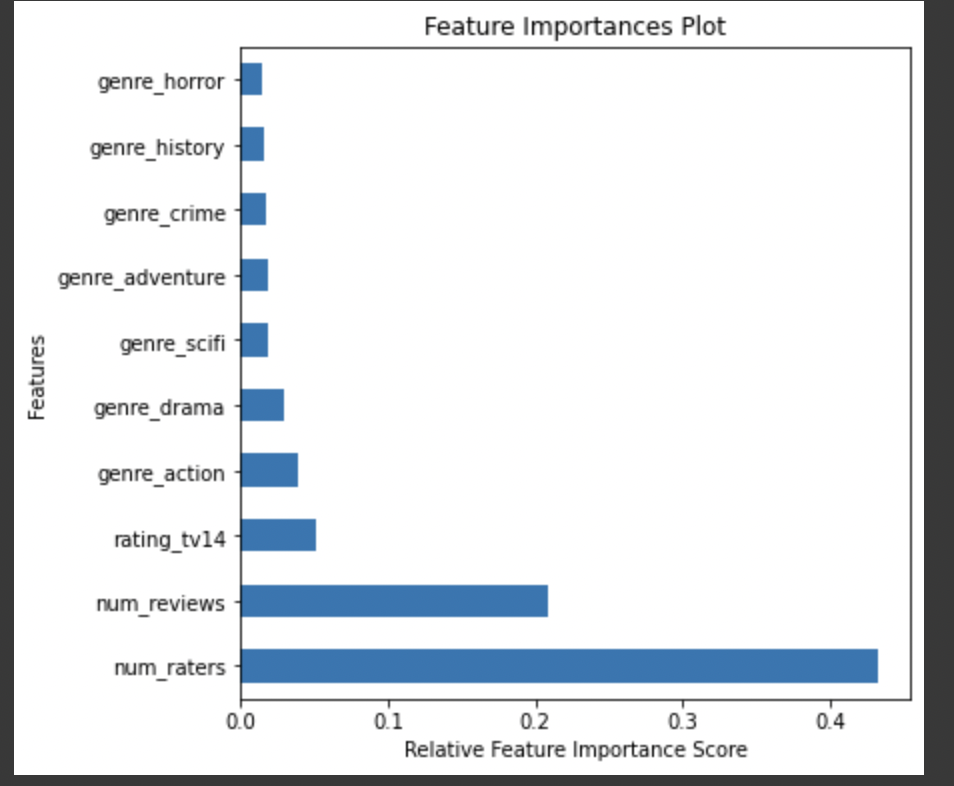 Feature Importances Plot
genre_horror
genre_history
genre_crime
genre_adventure
genre_scifi
genre_drama
genre_action
rating_tv14
num_reviews
num_raters
Features
0.0 0.1 0.2 0.3 0.4
Relative Feature Importance Score